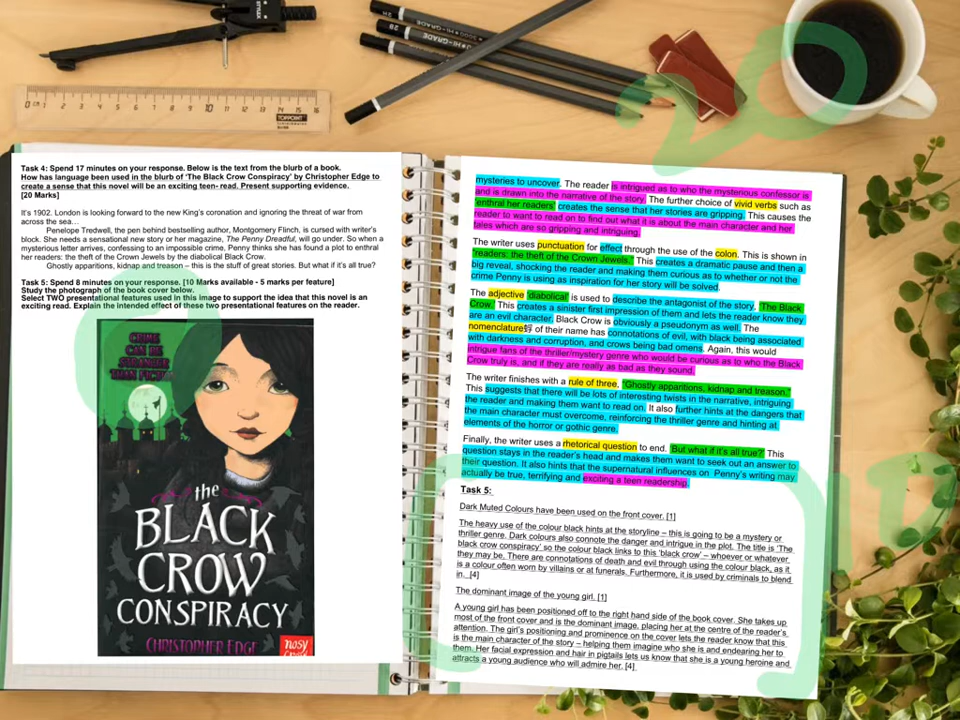 Task 4: Spend 17 minutes on your response. Below is the text from the blurb of a book.
How has language been used in the blurb of ‘The Black Crow Conspiracy’ by Christopher Edge to
create a sense that this novel will be an exciting teen- read. Present supporting evidence.
[20 Marks]
It's 1902. London is looking forward to the new King's coronation and ignoring the threat of war from
across the sea…
Penelope Tredwell, the pen behind bestselling author, Montgomery Flinch, is cursed with writer's
block. She needs a sensational new story or her magazine, The Penny Dreadful, will go under. So when a
mysterious letter arrives, confessing to an impossible crime, Penny thinks she has found a plot to enthral
her readers: the theft of the Crown Jewels by the diabolical Black Crow.
Ghostly apparitions, kidnap and treason – this is the stuff of great stories. But what if it's all true?
Task 5: Spend 8 minutes on your response. [10 Marks available - 5 marks per feature]
Study the photograph of the book cover below.
Select TWO presentational features used in this image to support the idea that this novel is an
exciting read. Explain the intended effect of these two presentational features on the reader.
CRIME
CAN BE
STRANGER
THAN FICTION
the
BLACK
CROW
CONSPIRACY
CHRISTOPHER EDGE
nosy
mysteries to uncover. The reader is intrigued as to who the mysterious confessor is
and is drawn into the narrative of the story. The further choice of vivid verbs such as
‘enthral her readers’ creates the sense that her stories are gripping. This causes the
reader to want to read on to find out what it is about the main character and her
tales which are so gripping and intriguing.
The writer uses punctuation for effect through the use of the colon. This is shown in
‘readers: the theft of the Crown Jewels.’ This creates a dramatic pause and then a
big reveal, shocking the reader and making them curious as to whether or not the
crime Penny is using as inspiration for her story will be solved.
The adjective ‘diabolical’ is used to describe the antagonist of the story, ‘The Black
Crow.’ This creates a sinister first impression of them and lets the reader know they
are an evil character. Black Crow is obviously a pseudonym as well. The
nomenclature of their name has connotations of evil, with black being associated
with darkness and corruption, and crows being bad omens. Again, this would
intrigue fans of the thriller/mystery genre who would be curious as to who the Black
Crow truly is, and if they are really as bad as they sound.
The writer finishes with a rule of three, ‘Ghostly apparitions, kidnap and treason.’
This suggests that there will be lots of interesting twists in the narrative, intriguing
the reader and making them want to read on. It also further hints at the dangers that
the main character must overcome, reinforcing the thriller genre and hinting at
elements of the horror or gothic genre.
Finally, the writer uses a rhetorical question to end. ‘But what if it's all true?’ This
question stays in the reader's head and makes them want to seek out an answer to
their question. It also hints that the supernatural influences on Penny's writing may
actually be true, terrifying and exciting a teen readership.
Task 5:
Dark Muted Colours have been used on the front cover. [1]
The heavy use of the colour black hints at the storyline – this is going to be a mystery or
thriller genre. Dark colours also connote the danger and intrigue in the plot. The title is ‘The
black crow conspiracy’ so the colour black links to this ‘black crow’ – whoever or whatever
they may be. There are connotations of death and evil through using the colour black, as it
is a colour often worn by villains or at funerals. Furthermore, it is used by criminals to blend
in. [4]
The dominant image of the young girl. [1]
A young girl has been positioned off to the right hand side of the book cover. She takes up
most of the front cover and is the dominant image, placing her at the centre of the reader's
attention. The girl's positioning and prominence on the cover lets the reader know that this
is the main character of the story – helping them imagine who she is and endearing her to
them. Her facial expression and hair in pigtails lets us know that she is a young heroine and
attracts a young audience who will admire her. [4]
20
10
TOPPOINT